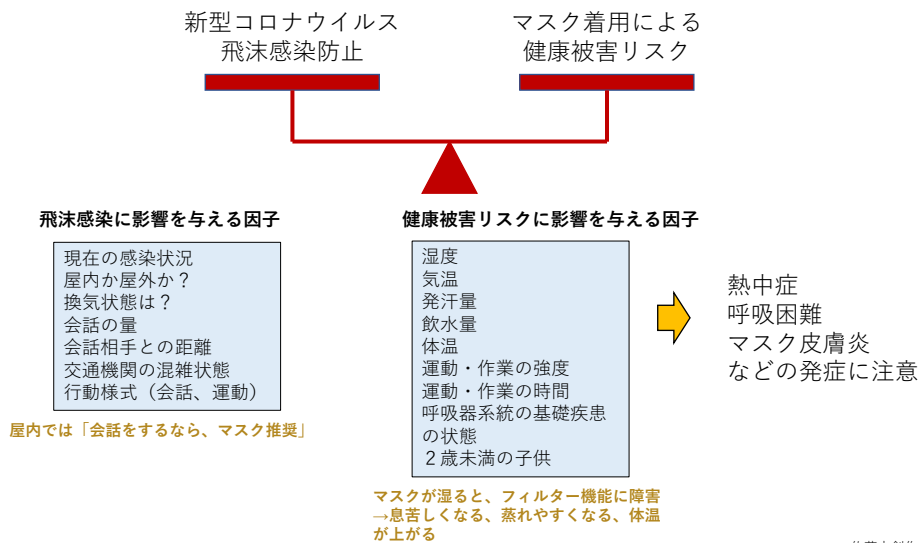 新型コロナウイルス
飛沫感染防止
マスク着用による
健康被害リスク
飛沫感染に影響を与える因子
現在の感染状況
屋内か屋外か？
換気状態は？
会話の量
会話相手との距離
交通機関の混雑状態
行動様式（会話、運動）
屋内では「会話をするなら、マスク推奨」
健康被害リスクに影響を与える因子
湿度
気温
発汗量
飲水量
体温
運動・作業の強度
運動・作業の時間
呼吸器系統の基礎疾患
の状態
２歳未満の子供
マスクが湿ると、フィルター機能に障害
→息苦しくなる、蒸れやすくなる、体温
が上がる
熱中症
呼吸困難
マスク皮膚炎
などの発症に注意